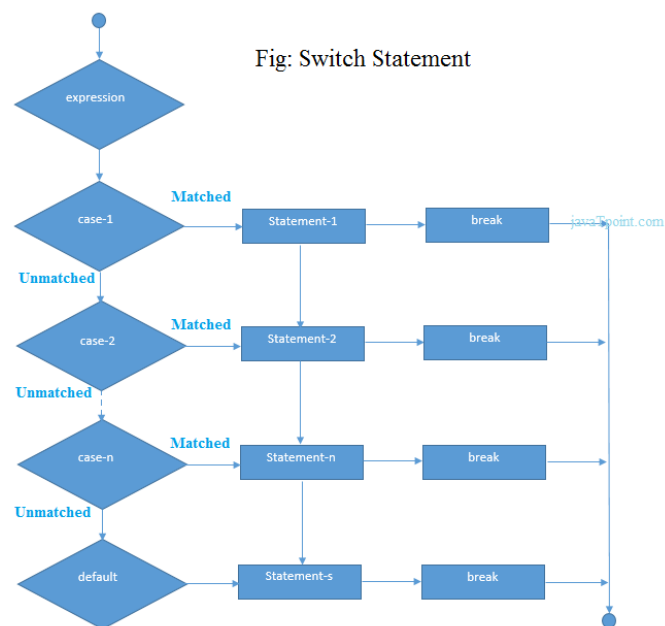 Fig: Switch Statement
expression
Matched
case-1
Statement-1
break
javaTpoint.com
Unmatched
Matched
case-2
Statement-2
break
Unmatched
Matched
case-n
Statement-n
break
Unmatched
default
Statement-s
break